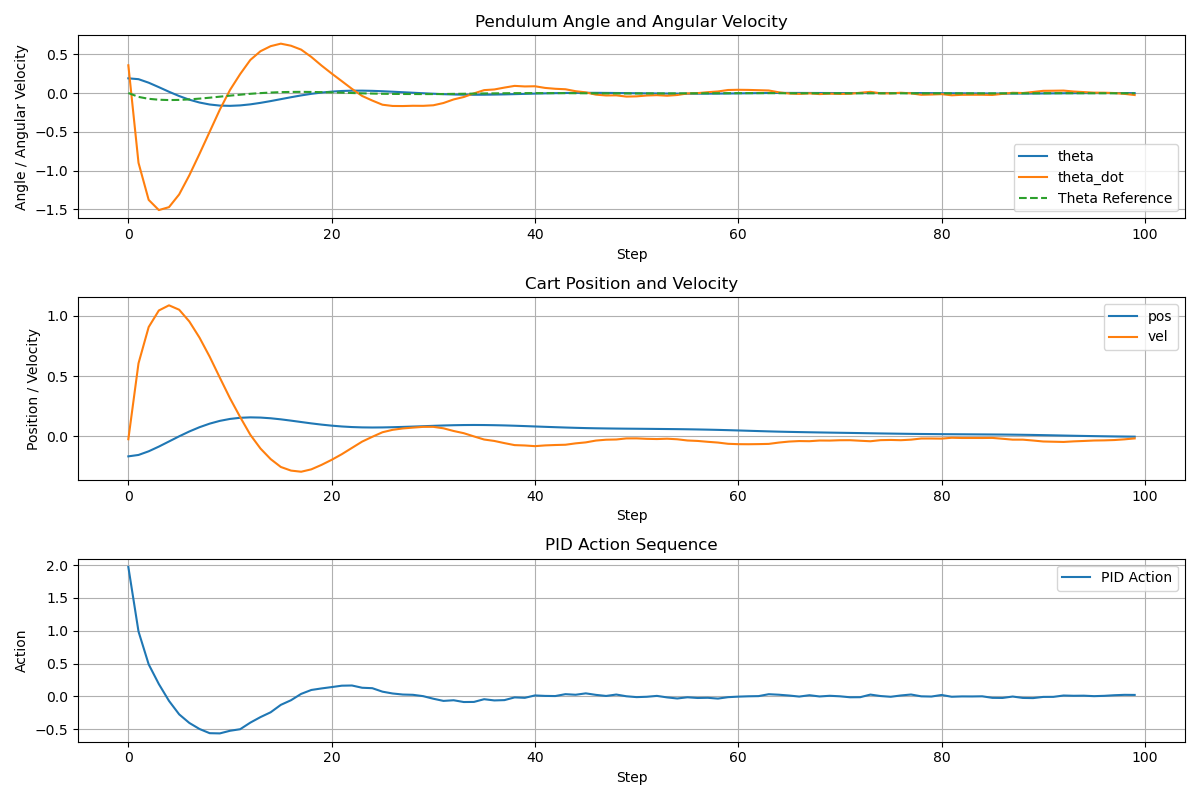 Pendulum Angle and Angular Velocity
Angle / Angular Velocity
0.5
0.0
−0.5
−1.0
−1.5
theta
theta_dot
Theta Reference
0 20 40 60 80 100
Step
Cart Position and Velocity
Position / Velocity
1.0
0.5
0.0
pos
vel
0 20 40 60 80 100
Step
PID Action Sequence
Action
2.0
1.5
1.0
0.5
0.0
−0.5
PID Action
0 20 40 60 80 100
Step